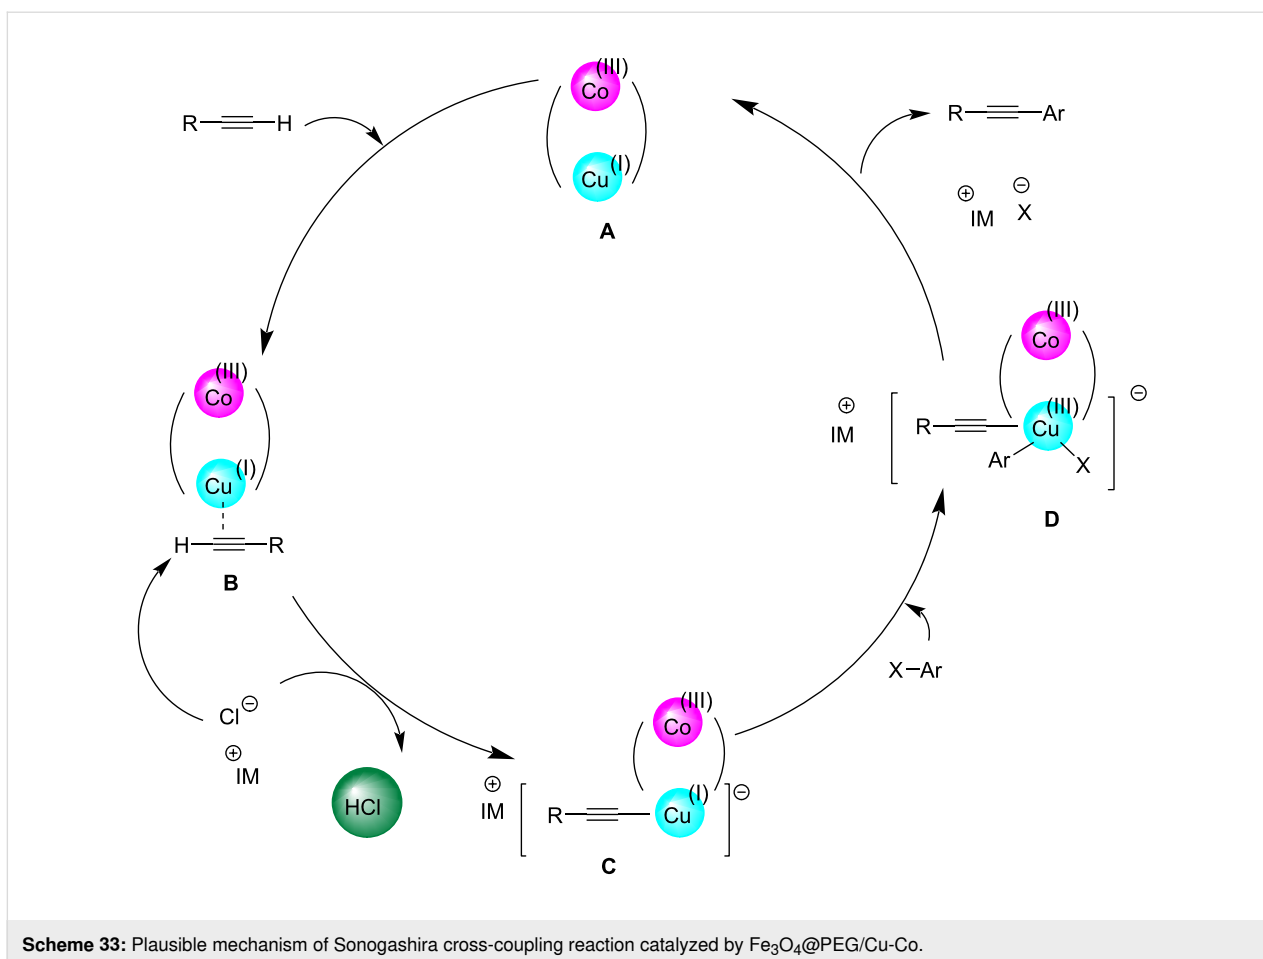 (III)
Co
(I)
Cu
A
R≡H
R≡Ar
⊕ ⊖
IM X
(III)
Co
(I)
Cu
H≡R
B
(III)
Co
⊕ ⊖
IM
(III)
R≡Cu
Ar X
D
X–Ar
Cl⊖
⊕
IM
HCl
(III)
Co
⊕ ⊖
IM
(I)
R≡Cu
C
Scheme 33: Plausible mechanism of Sonogashira cross-coupling reaction catalyzed by Fe₃O₄@PEG/Cu-Co.